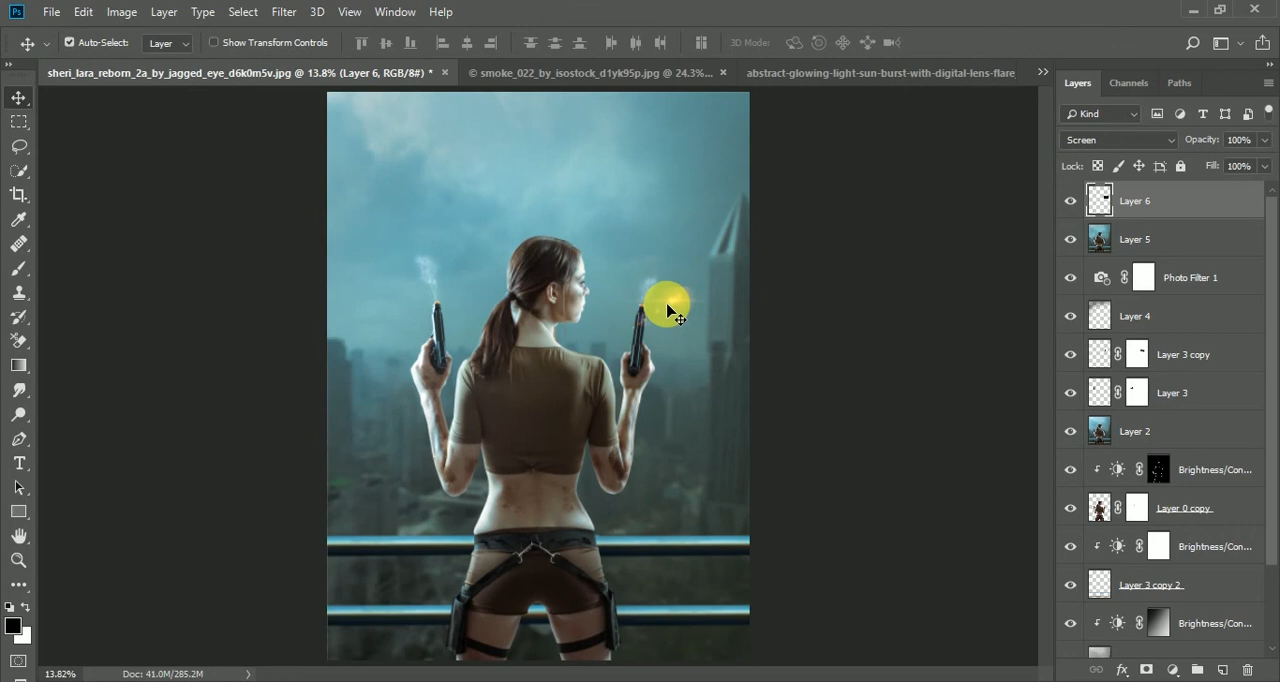 Ps File Edit Image Layer Type Select Filter 3D View Window Help
Auto-Select: Layer Show Transform Controls 3D Mode:
sheri_lara_reborn_2a_by_jagged_eye_d6k0m5v.jpg @ 13.8% (Layer 6, RGB/8#) * × © smoke_022_by_isostock_d1yk95p.jpg @ 24.3%... × abstract-glowing-light-sun-burst-with-digital-lens-flare
Layers Channels Paths
Kind
Screen Opacity: 100%
Lock: Fill: 100%
Layer 6
Layer 5
Photo Filter 1
Layer 4
Layer 3 copy
Layer 3
Layer 2
Brightness/Con...
Layer 0 copy
Brightness/Con...
Layer 3 copy 2
Brightness/Con...
13.82% Doc: 41.0M/285.2M